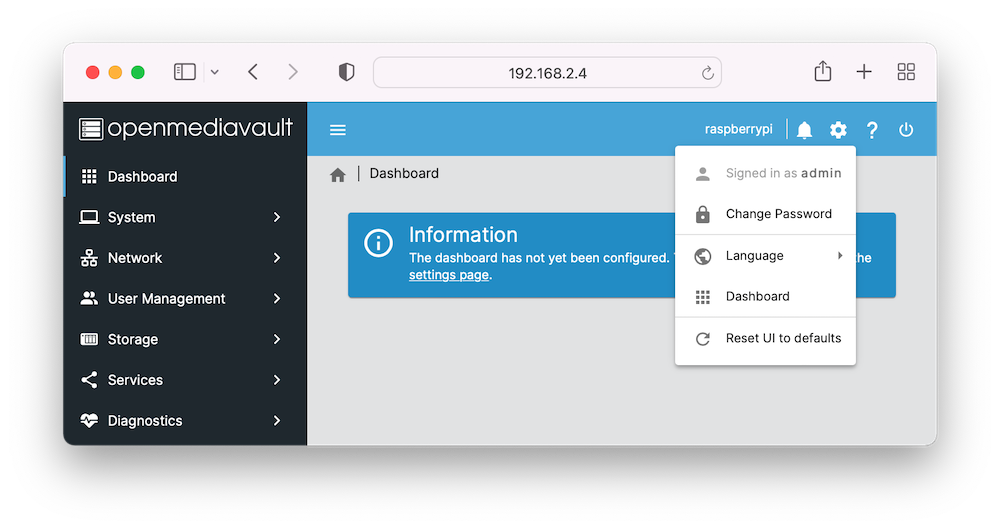 192.168.2.4
openmediavault
raspberrypi
Dashboard
System
Network
User Management
Storage
Services
Diagnostics
Dashboard
Information
The dashboard has not yet been configured.
the
settings page.
Signed in as admin
Change Password
Language
Dashboard
Reset UI to defaults